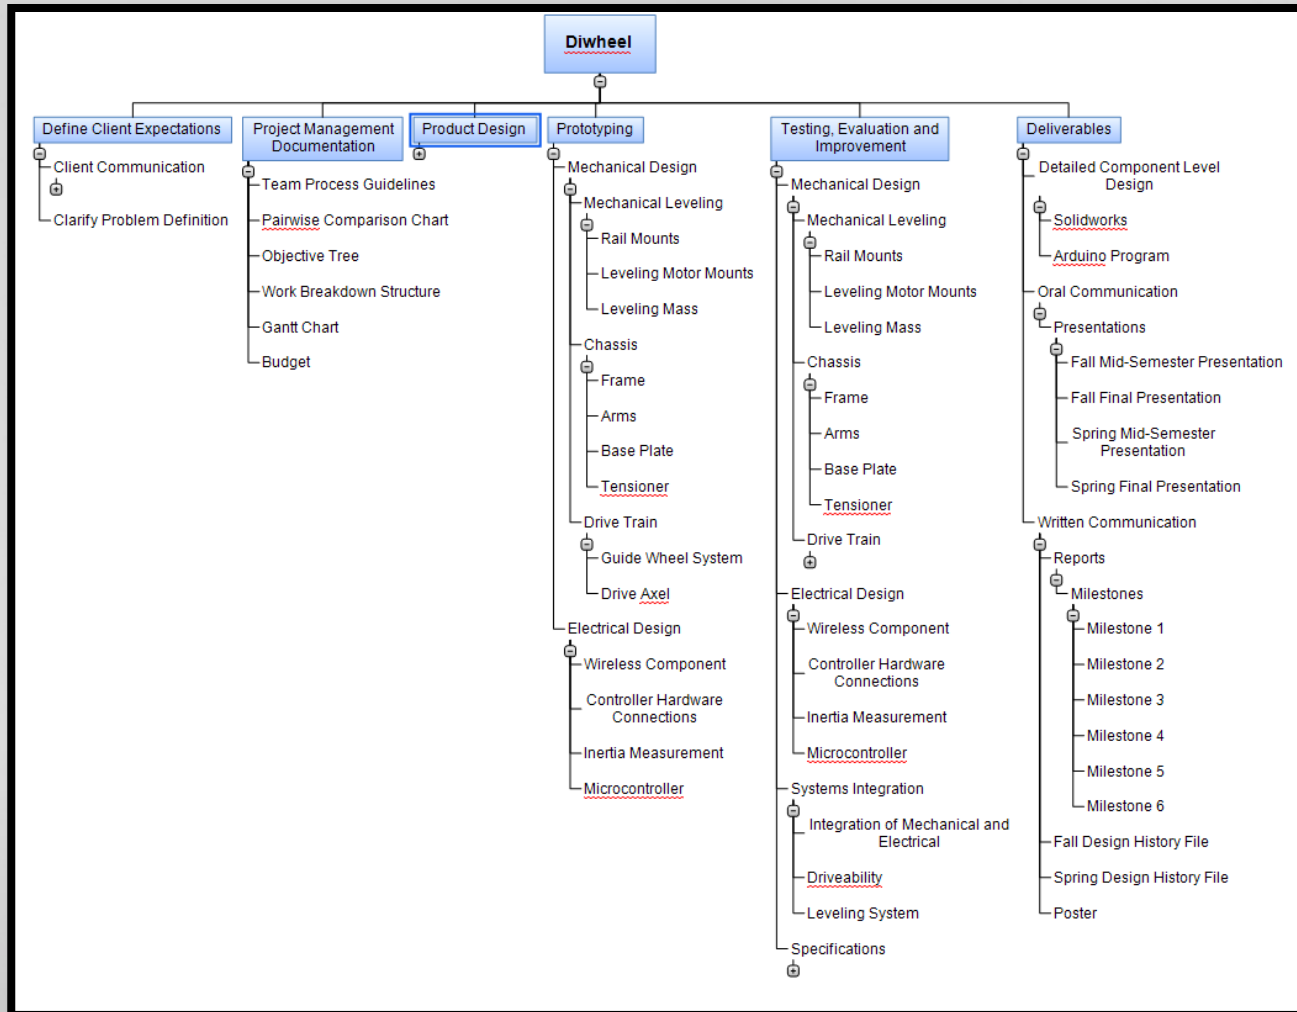 Diwheel
Define Client Expectations
Client Communication
Clarify Problem Definition
Project Management
Documentation
Team Process Guidelines
Pairwise Comparison Chart
Objective Tree
Work Breakdown Structure
Gantt Chart
Budget
Product Design
Prototyping
Mechanical Design
Mechanical Leveling
Rail Mounts
Leveling Motor Mounts
Leveling Mass
Chassis
Frame
Arms
Base Plate
Tensioner
Drive Train
Guide Wheel System
Drive Axel
Electrical Design
Wireless Component
Controller Hardware
Connections
Inertia Measurement
Microcontroller
Testing, Evaluation and
Improvement
Mechanical Design
Mechanical Leveling
Rail Mounts
Leveling Motor Mounts
Leveling Mass
Chassis
Frame
Arms
Base Plate
Tensioner
Drive Train
Electrical Design
Wireless Component
Controller Hardware
Connections
Inertia Measurement
Microcontroller
Systems Integration
Integration of Mechanical and
Electrical
Driveability
Leveling System
Specifications
Deliverables
Detailed Component Level
Design
Solidworks
Arduino Program
Oral Communication
Presentations
Fall Mid-Semester Presentation
Fall Final Presentation
Spring Mid-Semester
Presentation
Spring Final Presentation
Written Communication
Reports
Milestones
Milestone 1
Milestone 2
Milestone 3
Milestone 4
Milestone 5
Milestone 6
Fall Design History File
Spring Design History File
Poster